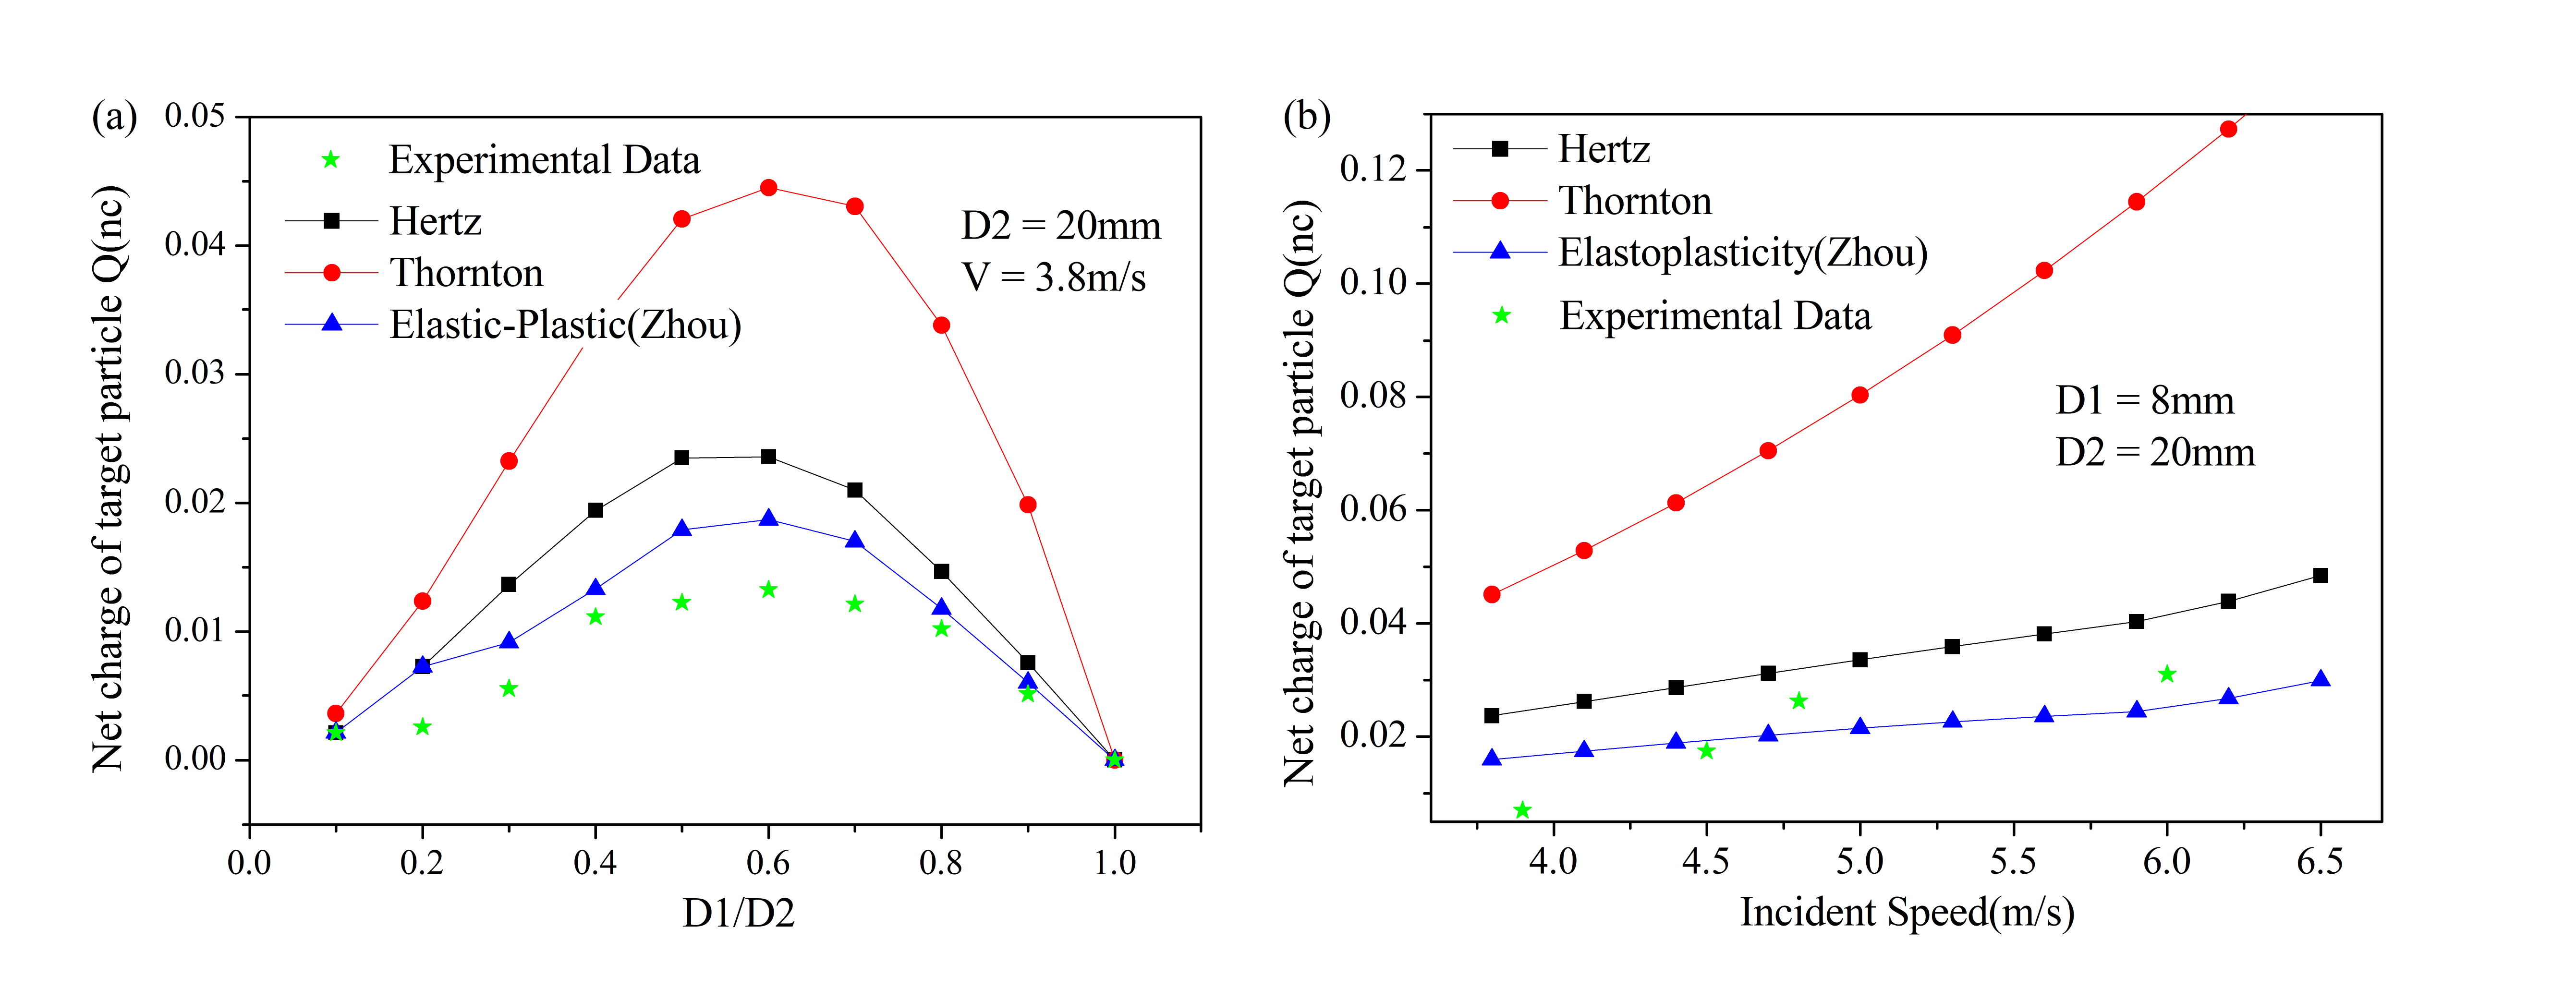 (a)
Net charge of target particle Q(nc)
0.05
0.04
0.03
0.02
0.01
0.00
Experimental Data
Hertz
Thornton
Elastic-Plastic(Zhou)
D2 = 20mm
V = 3.8m/s
0.0 0.2 0.4 0.6 0.8 1.0
D1/D2
(b)
Net charge of target particle Q(nc)
0.12
0.10
0.08
0.06
0.04
0.02
Hertz
Thornton
Elastoplasticity(Zhou)
Experimental Data
D1 = 8mm
D2 = 20mm
4.0 4.5 5.0 5.5 6.0 6.5
Incident Speed(m/s)